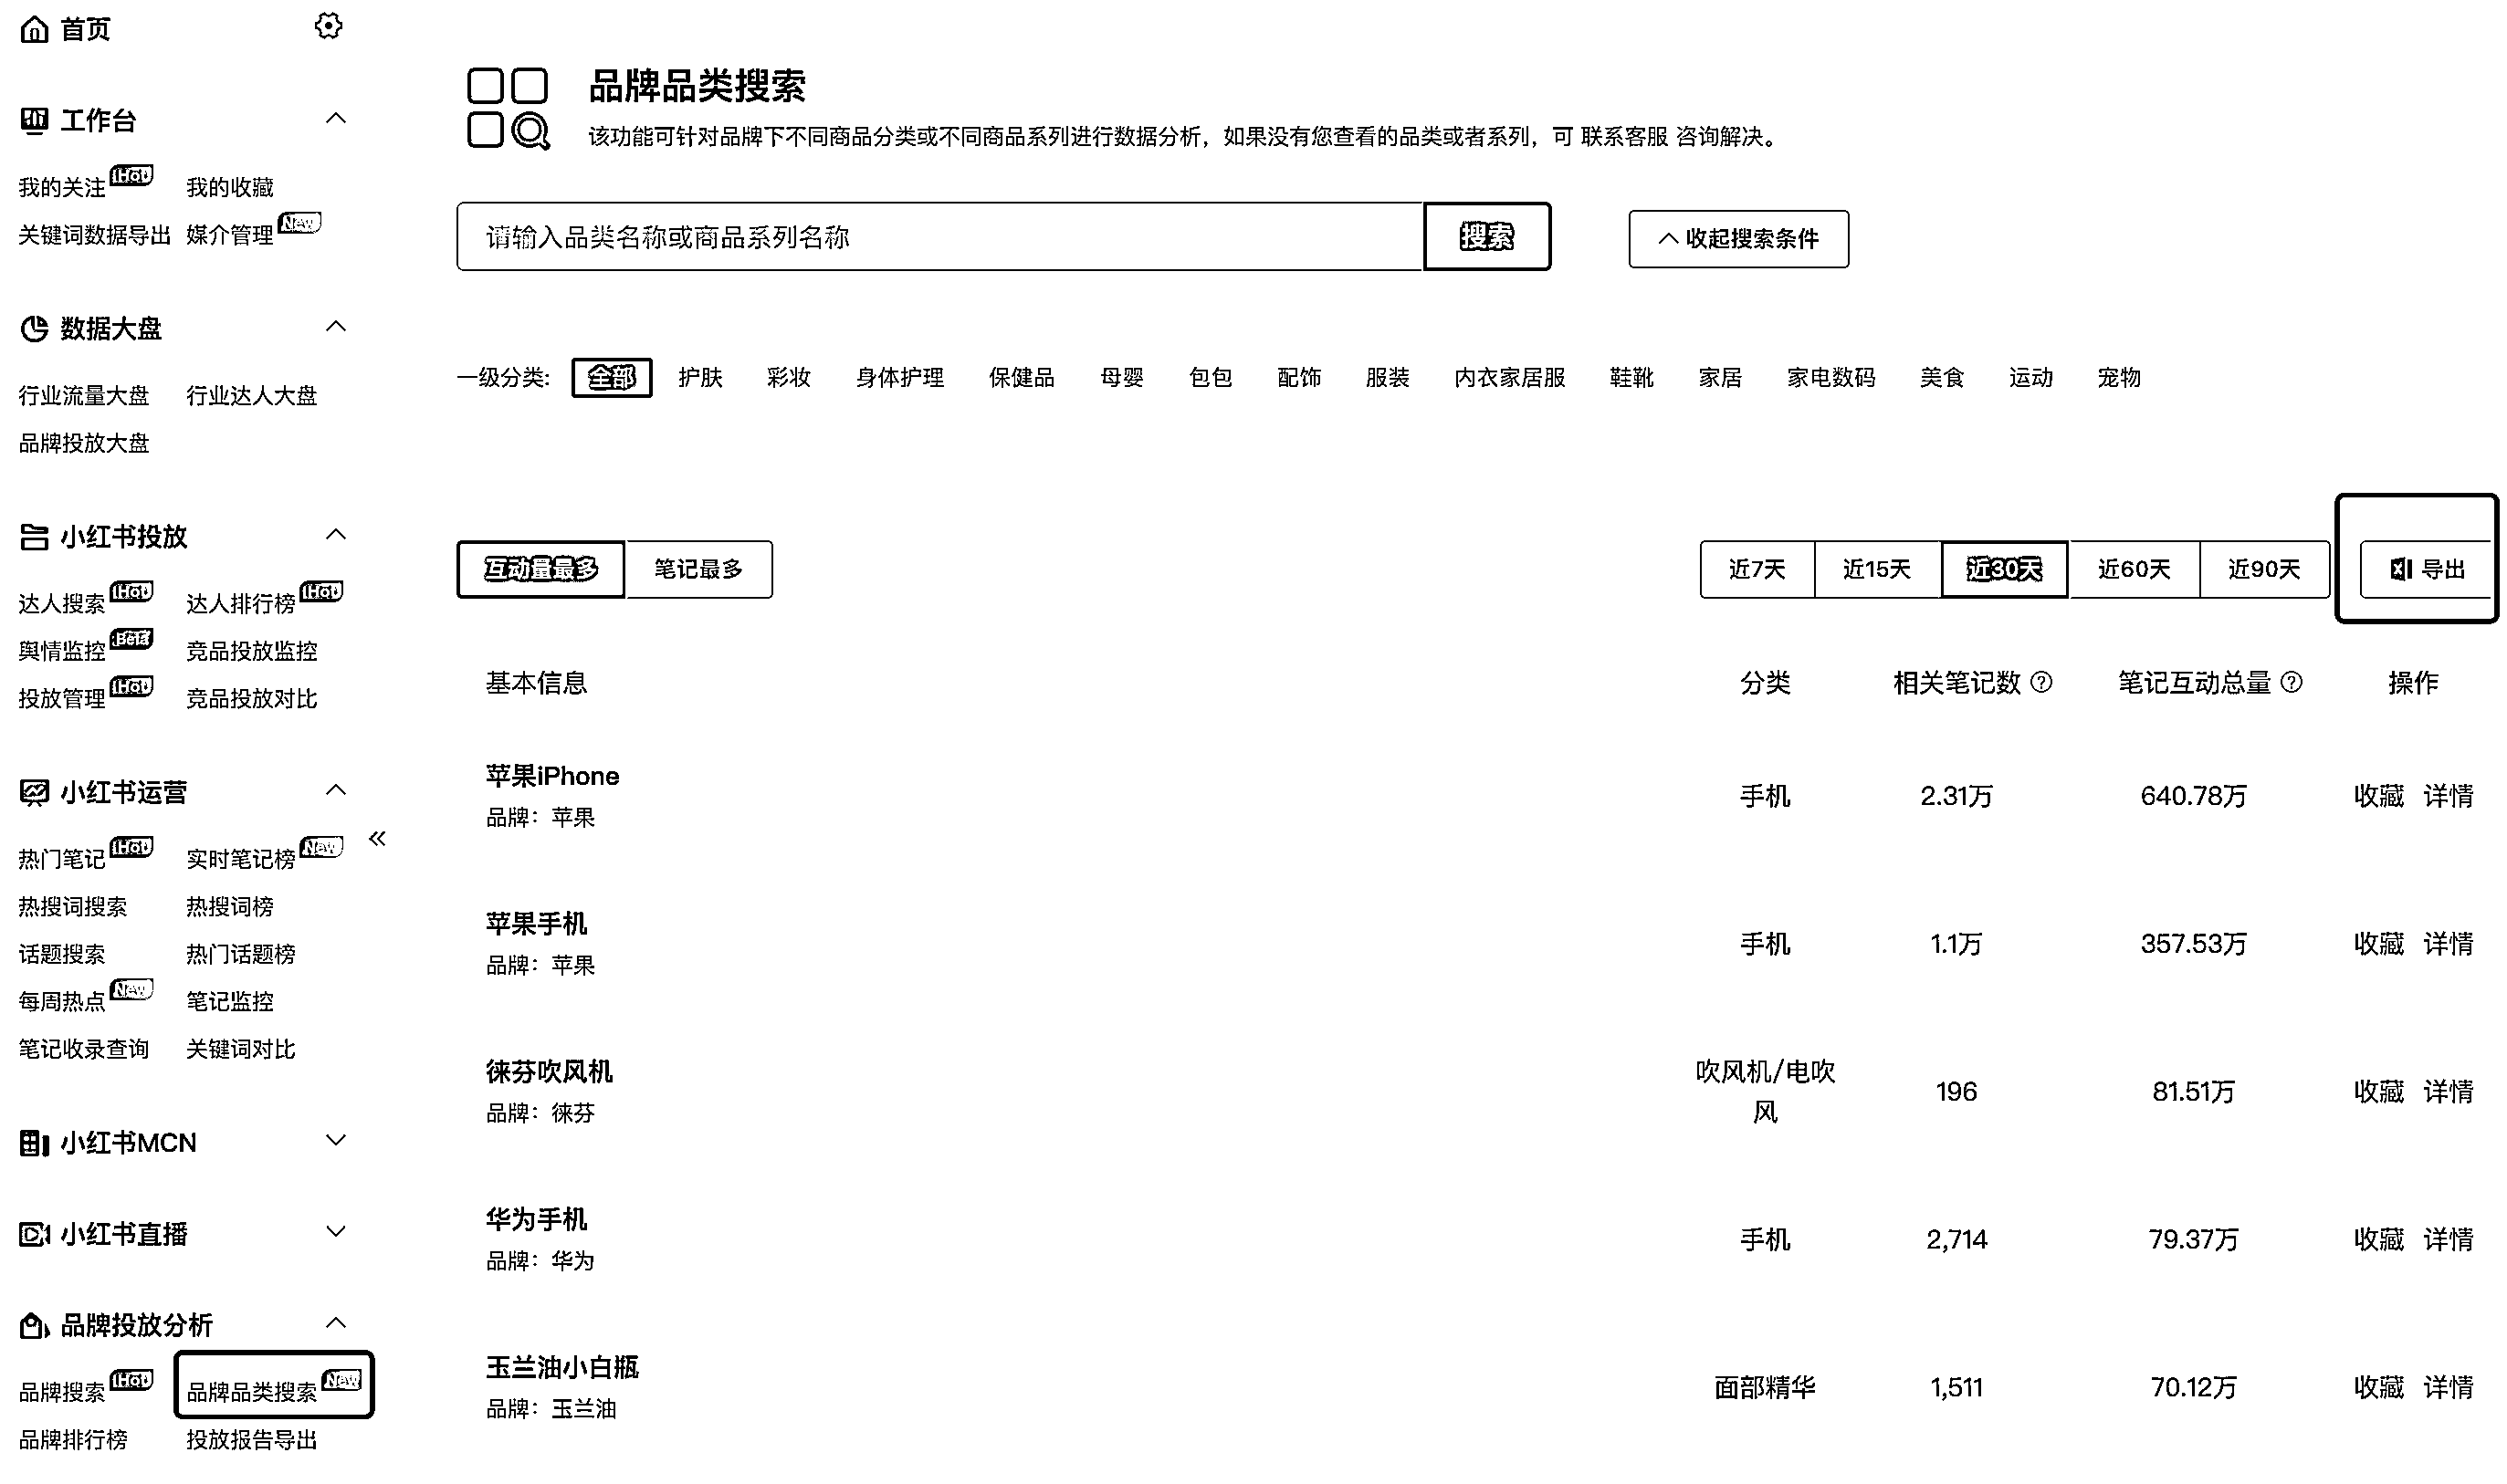 首页
工作台
我的关注 Hot 我的收藏
关键词数据导出 媒介管理 New
数据大盘
行业流量大盘 行业达人大盘
品牌投放大盘
小红书投放
达人搜索 Hot 达人排行榜 Hot
舆情监控 Beta 竞品投放监控
投放管理 Hot 竞品投放对比
小红书运营
热门笔记 Hot 实时笔记榜 New
热搜词搜索 热搜词榜
话题搜索 热门话题榜
每周热点 New 笔记监控
笔记收录查询 关键词对比
小红书MCN
小红书直播
品牌投放分析
品牌搜索 Hot 品牌品类搜索 New
品牌排行榜 投放报告导出
品牌品类搜索
该功能可针对品牌下不同商品分类或不同商品系列进行数据分析，如果没有您查看的品类或者系列，可 联系客服 咨询解决。
请输入品类名称或商品系列名称 搜索 收起搜索条件
一级分类: 全部 护肤 彩妆 身体护理 保健品 母婴 包包 配饰 服装 内衣家居服 鞋靴 家居 家电数码 美食 运动 宠物
互动量最多 笔记最多 近7天 近15天 近30天 近60天 近90天 导出
基本信息 分类 相关笔记数 ? 笔记互动总量 ? 操作
苹果iPhone
品牌：苹果
手机 2.31万 640.78万 收藏 详情
苹果手机
品牌：苹果
手机 1.1万 357.53万 收藏 详情
徕芬吹风机
品牌：徕芬
吹风机/电吹
风
196 81.51万 收藏 详情
华为手机
品牌：华为
手机 2,714 79.37万 收藏 详情
玉兰油小白瓶
品牌：玉兰油
面部精华 1,511 70.12万 收藏 详情